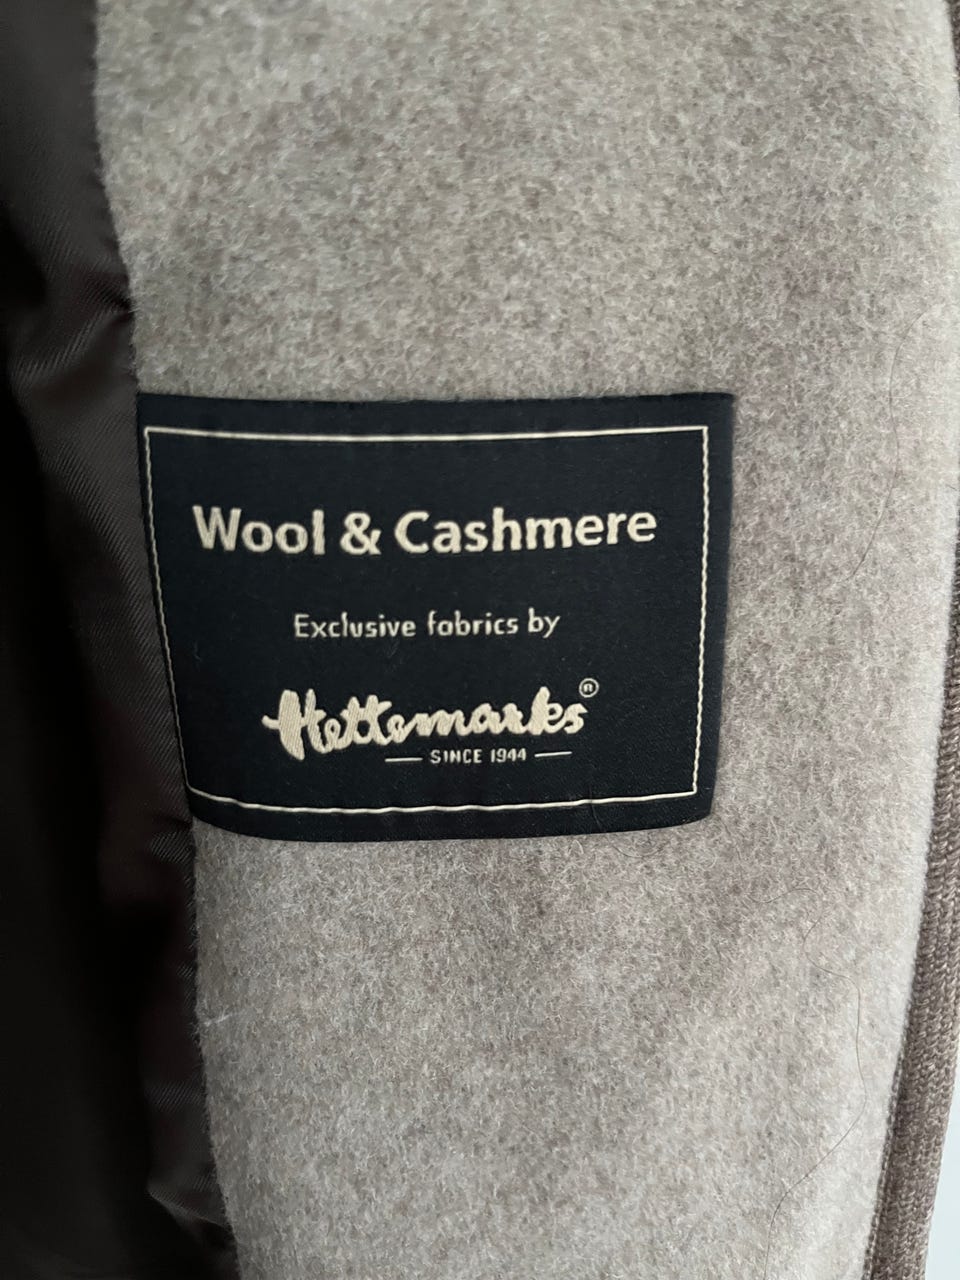 Wool & Cashmere
Exclusive fabrics by
Hettemarks®
SINCE 1944